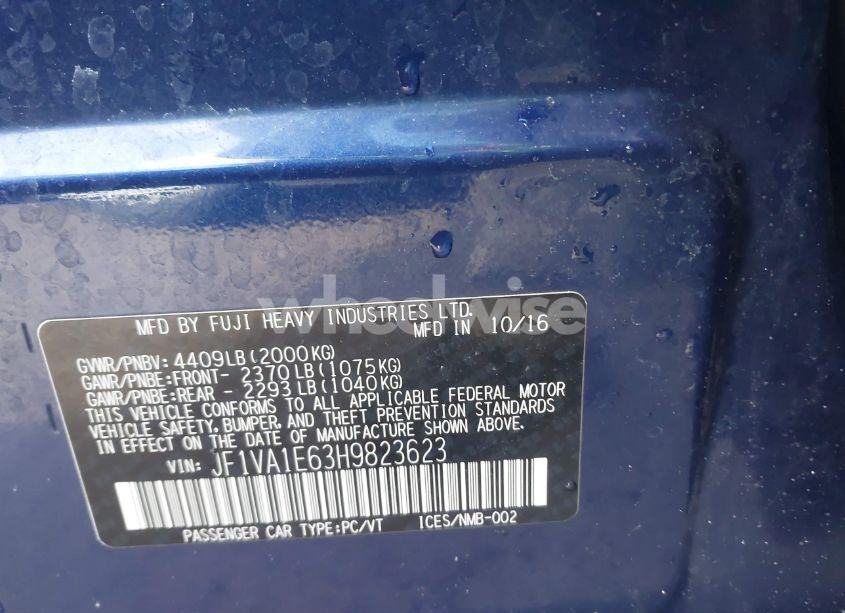 MFD BY FUJI HEAVY INDUSTRIES LTD.
MFD IN 10/16
GVWR/PNBV: 4409LB(2000KG)
GAWR/PNBE:FRONT- 2370LB(1075KG)
GAWR/PNBE:REAR - 2293LB(1040KG)
THIS VEHICLE CONFORMS TO ALL APPLICABLE FEDERAL MOTOR
VEHICLE SAFETY, BUMPER, AND THEFT PREVENTION STANDARDS
IN EFFECT ON THE DATE OF MANUFACTURE SHOWN ABOVE.
VIN: JF1VA1E63H9823623
PASSENGER CAR TYPE:PC/VT ICES/NMB-002
wheelwise